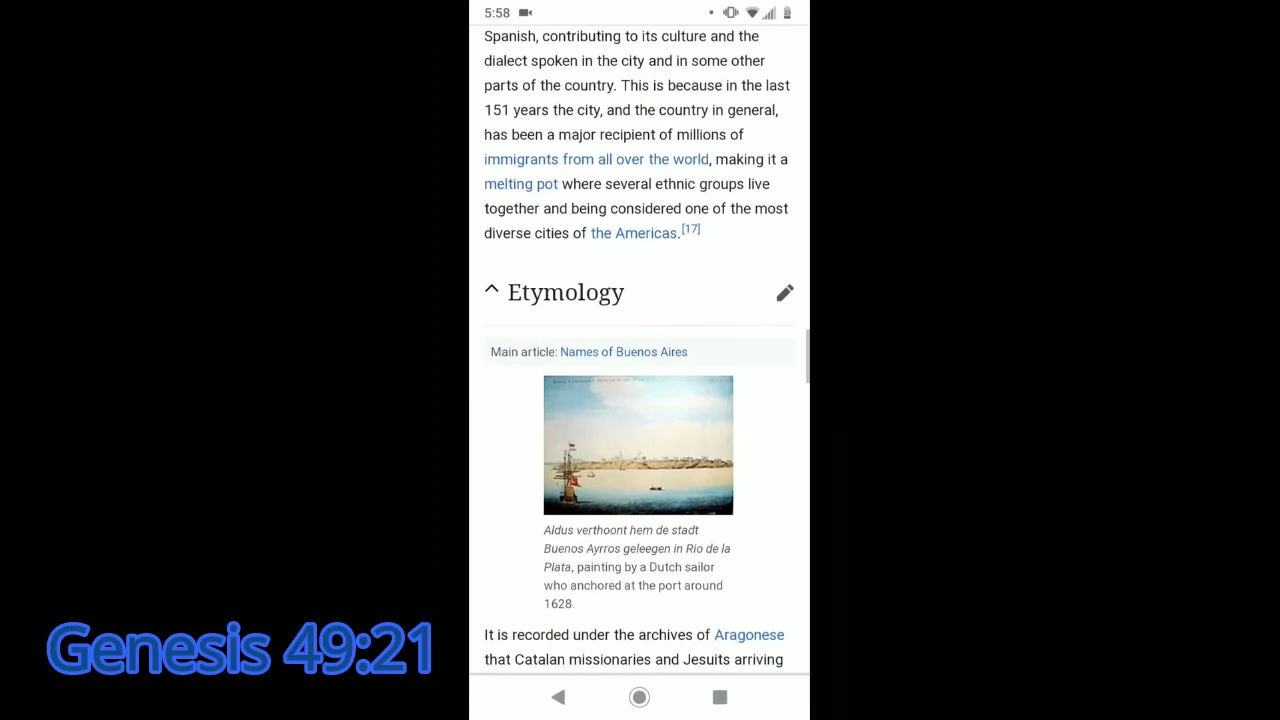 5:58
Spanish, contributing to its culture and the
dialect spoken in the city and in some other
parts of the country. This is because in the last
151 years the city, and the country in general,
has been a major recipient of millions of
immigrants from all over the world, making it a
melting pot where several ethnic groups live
together and being considered one of the most
diverse cities of the Americas.[17]
Etymology
Main article: Names of Buenos Aires
Aldus verthoont hem de stadt
Buenos Ayrros geleegen in Rio de la
Plata, painting by a Dutch sailor
who anchored at the port around
1628.
It is recorded under the archives of Aragonese
that Catalan missionaries and Jesuits arriving
Genesis 49:21